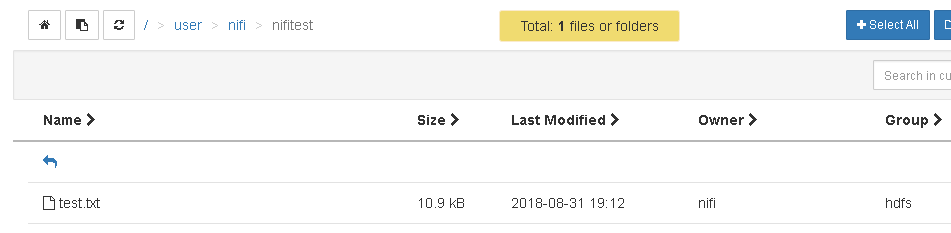 / > user > nifi > nifitest
Total: 1 files or folders
Select All
Search in cu
Name Size Last Modified Owner Group
test.txt 10.9 kB 2018-08-31 19:12 nifi hdfs